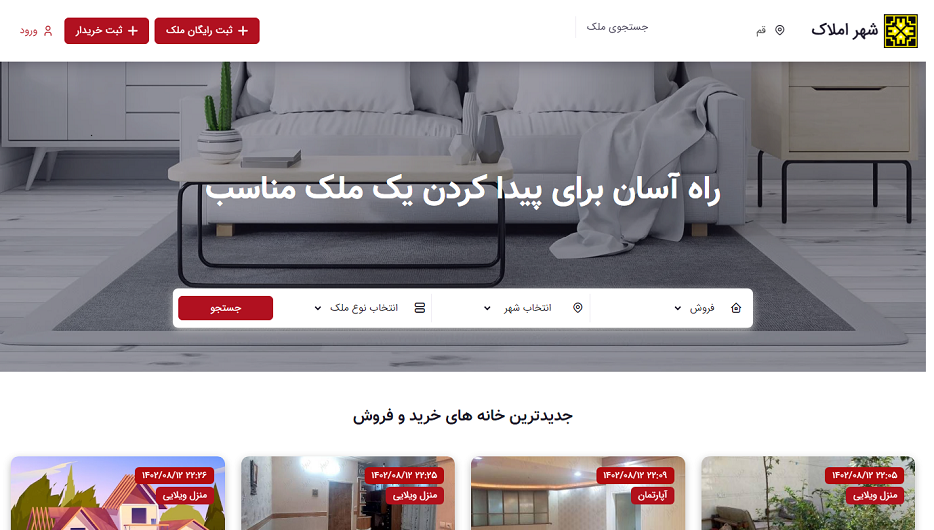 شهر املاک
قم
جستجوی ملک
ثبت رایگان ملک
ثبت خریدار
ورود
راه آسان برای پیدا کردن یک ملک مناسب
فروش
انتخاب شهر
انتخاب نوع ملک
جستجو
جدیدترین خانه های خرید و فروش
۱۴۰۲/۰۸/۱۲ ۲۲:۰۵
منزل ویلایی
۱۴۰۲/۰۸/۱۲ ۲۲:۰۹
آپارتمان
۱۴۰۲/۰۸/۱۲ ۲۲:۲۵
منزل ویلایی
۱۴۰۲/۰۸/۱۲ ۲۲:۲۶
منزل ویلایی